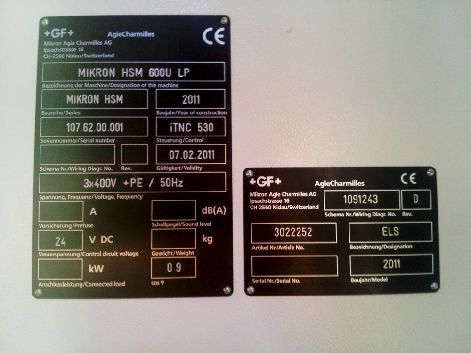 +GF+ AgieCharmilles CE
Mikron Agie Charmilles AG
Ipsachstrasse 16
CH-2560 Nidau/Switzerland
MIKRON HSM 600U LP
Bezeichnung der Maschine/Designation of the machine
MIKRON HSM 2011
Baureihe/Series Baujahr/Year of construction
107.62.00.001 iTNC 530
Seriennummer/Serial number Steuerung/Control
07.02.2011
Schema Nr./Wiring Diagr. No. Rev. Gültigkeit/Validity
3x400V +PE / 50Hz
Spannung, Frequenz/Voltage, Frequency
A dB(A)
Vorsicherung/Prefuse Schallpegel/Sound level
24 V DC kg
Steuerspannung/Control circuit voltage Gewicht/Weight
kW 0.9
Anschlussleistung/Connected load cos φ
+GF+ AgieCharmilles CE
Mikron Agie Charmilles AG
Ipsachstrasse 16
CH-2560 Nidau/Switzerland
1091243 D
Schema Nr./Wiring Diagr. No. Rev.
3022252 ELS
Artikel Nr./Article No. Bezeichnung/Designation
2011
Serial Nr./Serial No. Baujahr/Model